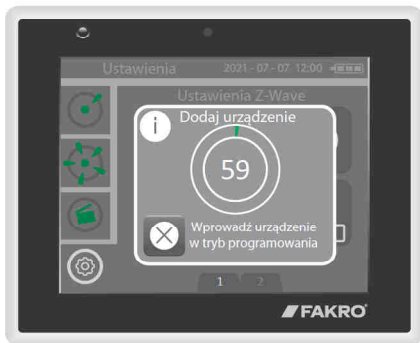 Ustawienia 2021-07-07 12:00
Ustawienia Z-Wave
Dodaj urządzenie
i
59
Wprowadź urządzenie
w tryb programowania
1 2
FAKRO